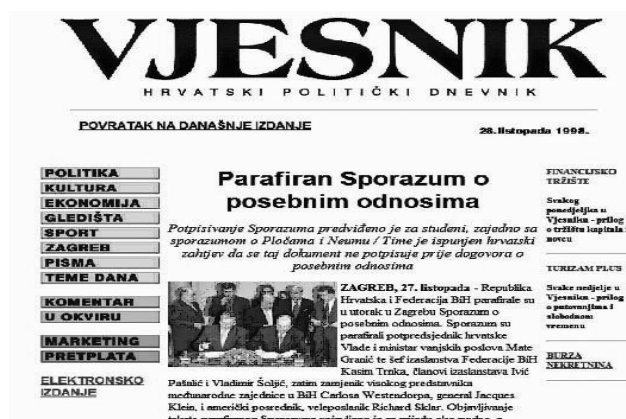 VJESNIK
HRVATSKI POLITIČKI DNEVNIK
POVRATAK NA DANAŠNJE IZDANJE
28. listopada 1998.
POLITIKA
KULTURA
EKONOMIJA
GLEDIŠTA
SPORT
ZAGREB
PISMA
TEME DANA
KOMENTAR
U OKVIRU
MARKETING
PRETPLATA
ELEKTRONSKO
IZDANJE
Parafiran Sporazum o
posebnim odnosima
Potpisivanje Sporazuma predviđeno je za studeni, zajedno sa
sporazumom o Pločama i Neumu / Time je ispunjen hrvatski
zahtjev da se taj dokument ne potpisuje prije dogovora o
posebnim odnosima
ZAGREB, 27. listopada - Republika
Hrvatska i Federacija BiH parafirale su
u utorak u Zagrebu Sporazum o
posebnim odnosima. Sporazum su
parafirali potpredsjednik hrvatske
Vlade i ministar vanjskih poslova Mate
Granić te šef izaslanstva Federacije BiH
Kasim Trnka, članovi izaslanstava Ivić
Pašalić i Vladimir Šoljić, zatim zamjenik visokog predstavnika
međunarodne zajednice u BiH Carlosa Westendorpa, general Jacques
Klein, i američki posrednik, veleposlanik Richard Sklar. Objavljivanje
FINANCIJSKO
TRŽIŠTE
Svakog
ponedjeljka u
Vjesniku - prilog
o tržištu kapitala i
novcu
TURIZAM PLUS
Svake nedjelje u
Vjesniku - prilog
o putovanjima i
slobodnom
vremenu
BURZA
NEKRETNINA